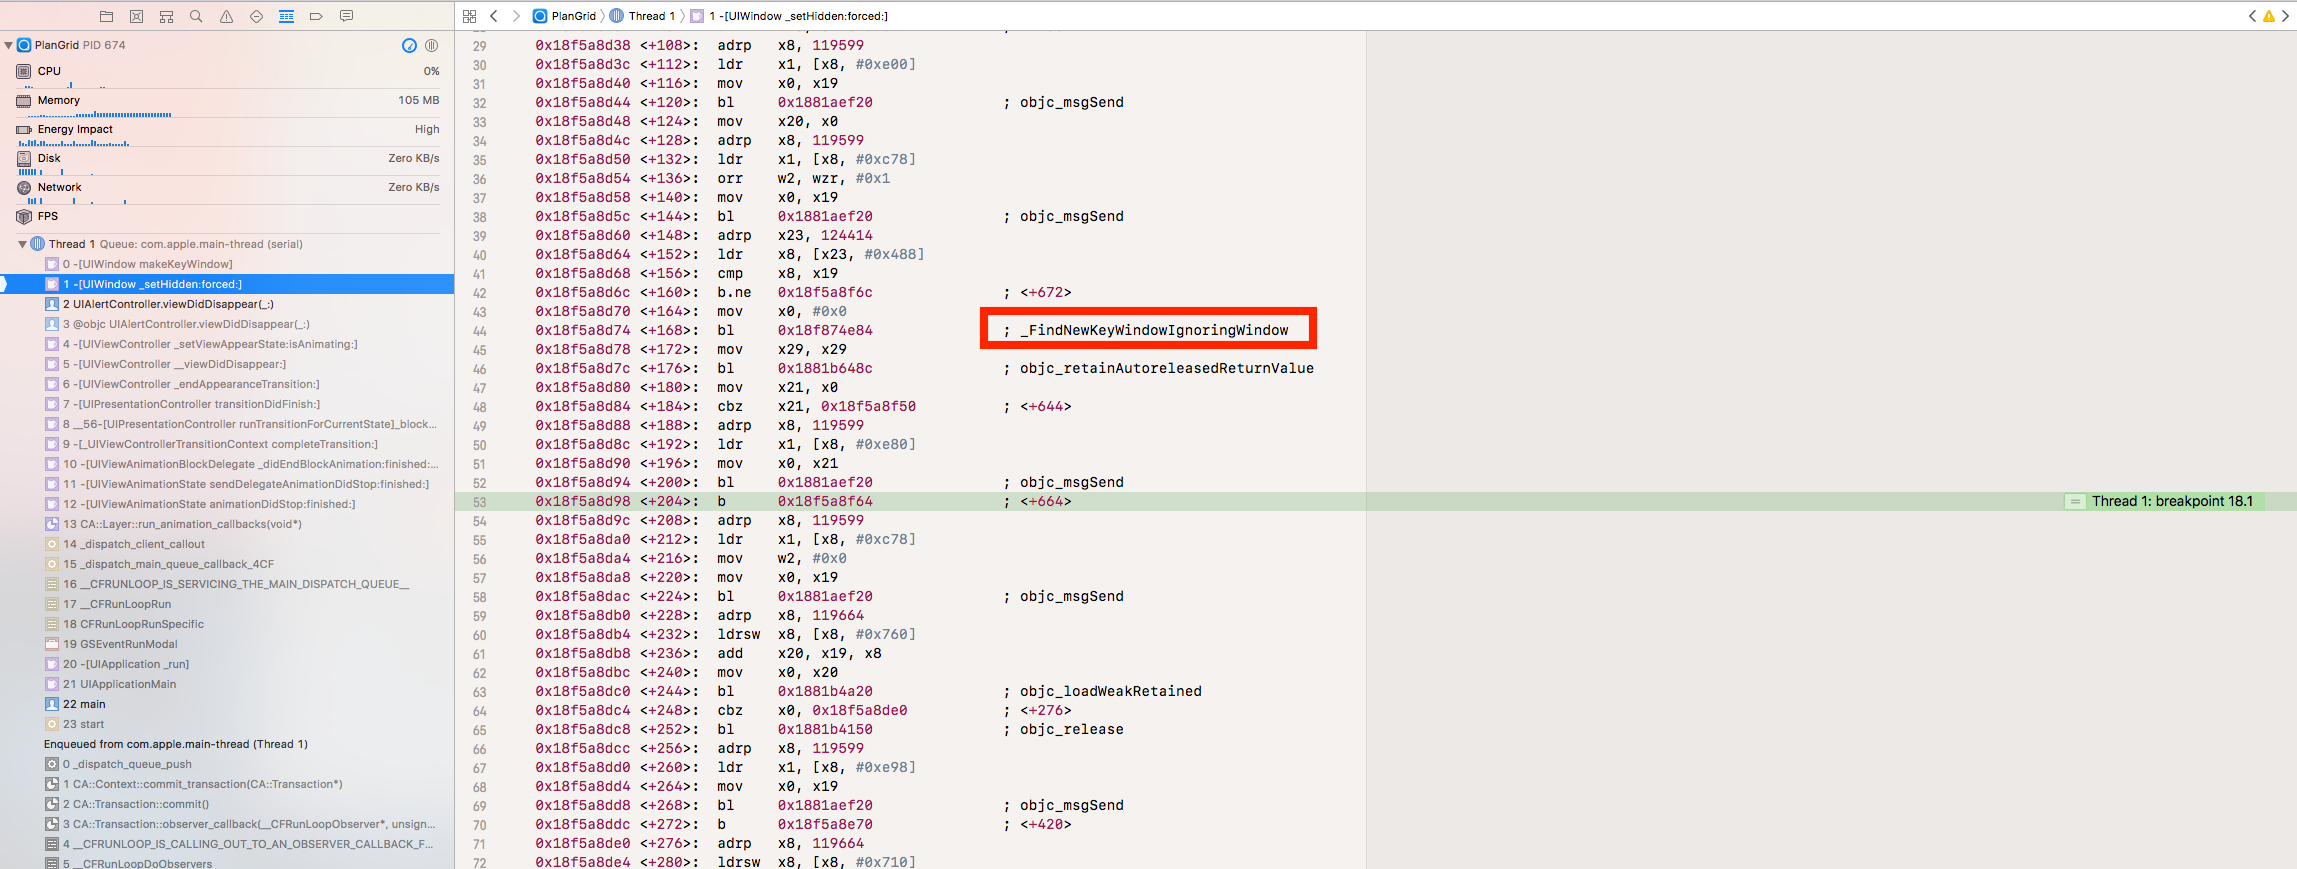 PlanGrid PID 674
CPU 0%
Memory 105 MB
Energy Impact High
Disk Zero KB/s
Network Zero KB/s
FPS
Thread 1 Queue: com.apple.main-thread (serial)
0 -[UIWindow makeKeyWindow]
1 -[UIWindow _setHidden:forced:]
2 UIAlertController.viewDidDisappear(_:)
3 @objc UIAlertController.viewDidDisappear(_:)
4 -[UIViewController _setViewAppearState:isAnimating:]
5 -[UIViewController __viewDidDisappear:]
6 -[UIViewController _endAppearanceTransition:]
7 -[UIPresentationController transitionDidFinish:]
8 __56-[UIPresentationController runTransitionForCurrentState]_block...
9 -[_UIViewControllerTransitionContext completeTransition:]
10 -[UIViewAnimationBlockDelegate _didEndBlockAnimation:finished:...
11 -[UIViewAnimationState sendDelegateAnimationDidStop:finished:]
12 -[UIViewAnimationState animationDidStop:finished:]
13 CA::Layer::run_animation_callbacks(void*)
14 _dispatch_client_callout
15 _dispatch_main_queue_callback_4CF
16 __CFRUNLOOP_IS_SERVICING_THE_MAIN_DISPATCH_QUEUE__
17 __CFRunLoopRun
18 CFRunLoopRunSpecific
19 GSEventRunModal
20 -[UIApplication _run]
21 UIApplicationMain
22 main
23 start
Enqueued from com.apple.main-thread (Thread 1)
0 _dispatch_queue_push
1 CA::Context::commit_transaction(CA::Transaction*)
2 CA::Transaction::commit()
3 CA::Transaction::observer_callback(__CFRunLoopObserver*, unsign...
4 __CFRUNLOOP_IS_CALLING_OUT_TO_AN_OBSERVER_CALLBACK_F...
5 __CFRunLoopDoObservers
PlanGrid Thread 1 1 -[UIWindow _setHidden:forced:]
29 0x18f5a8d38 <+108>: adrp x8, 119599
30 0x18f5a8d3c <+112>: ldr x1, [x8, #0xe00]
31 0x18f5a8d40 <+116>: mov x0, x19
32 0x18f5a8d44 <+120>: bl 0x1881aef20 ; objc_msgSend
33 0x18f5a8d48 <+124>: mov x20, x0
34 0x18f5a8d4c <+128>: adrp x8, 119599
35 0x18f5a8d50 <+132>: ldr x1, [x8, #0xc78]
36 0x18f5a8d54 <+136>: orr w2, wzr, #0x1
37 0x18f5a8d58 <+140>: mov x0, x19
38 0x18f5a8d5c <+144>: bl 0x1881aef20 ; objc_msgSend
39 0x18f5a8d60 <+148>: adrp x23, 124414
40 0x18f5a8d64 <+152>: ldr x8, [x23, #0x488]
41 0x18f5a8d68 <+156>: cmp x8, x19
42 0x18f5a8d6c <+160>: b.ne 0x18f5a8f6c ; <+672>
43 0x18f5a8d70 <+164>: mov x0, #0x0
44 0x18f5a8d74 <+168>: bl 0x18f874e84 ; _FindNewKeyWindowIgnoringWindow
45 0x18f5a8d78 <+172>: mov x29, x29
46 0x18f5a8d7c <+176>: bl 0x1881b648c ; objc_retainAutoreleasedReturnValue
47 0x18f5a8d80 <+180>: mov x21, x0
48 0x18f5a8d84 <+184>: cbz x21, 0x18f5a8f50 ; <+644>
49 0x18f5a8d88 <+188>: adrp x8, 119599
50 0x18f5a8d8c <+192>: ldr x1, [x8, #0xe80]
51 0x18f5a8d90 <+196>: mov x0, x21
52 0x18f5a8d94 <+200>: bl 0x1881aef20 ; objc_msgSend
53 0x18f5a8d98 <+204>: b 0x18f5a8f64 ; <+664> Thread 1: breakpoint 18.1
54 0x18f5a8d9c <+208>: adrp x8, 119599
55 0x18f5a8da0 <+212>: ldr x1, [x8, #0xc78]
56 0x18f5a8da4 <+216>: mov w2, #0x0
57 0x18f5a8da8 <+220>: mov x0, x19
58 0x18f5a8dac <+224>: bl 0x1881aef20 ; objc_msgSend
59 0x18f5a8db0 <+228>: adrp x8, 119664
60 0x18f5a8db4 <+232>: ldrsw x8, [x8, #0x760]
61 0x18f5a8db8 <+236>: add x20, x19, x8
62 0x18f5a8dbc <+240>: mov x0, x20
63 0x18f5a8dc0 <+244>: bl 0x1881b4a20 ; objc_loadWeakRetained
64 0x18f5a8dc4 <+248>: cbz x0, 0x18f5a8de0 ; <+276>
65 0x18f5a8dc8 <+252>: bl 0x1881b4150 ; objc_release
66 0x18f5a8dcc <+256>: adrp x8, 119599
67 0x18f5a8dd0 <+260>: ldr x1, [x8, #0xe98]
68 0x18f5a8dd4 <+264>: mov x0, x19
69 0x18f5a8dd8 <+268>: bl 0x1881aef20 ; objc_msgSend
70 0x18f5a8ddc <+272>: b 0x18f5a8e70 ; <+420>
71 0x18f5a8de0 <+276>: adrp x8, 119664
72 0x18f5a8de4 <+280>: ldrsw x8, [x8, #0x710]